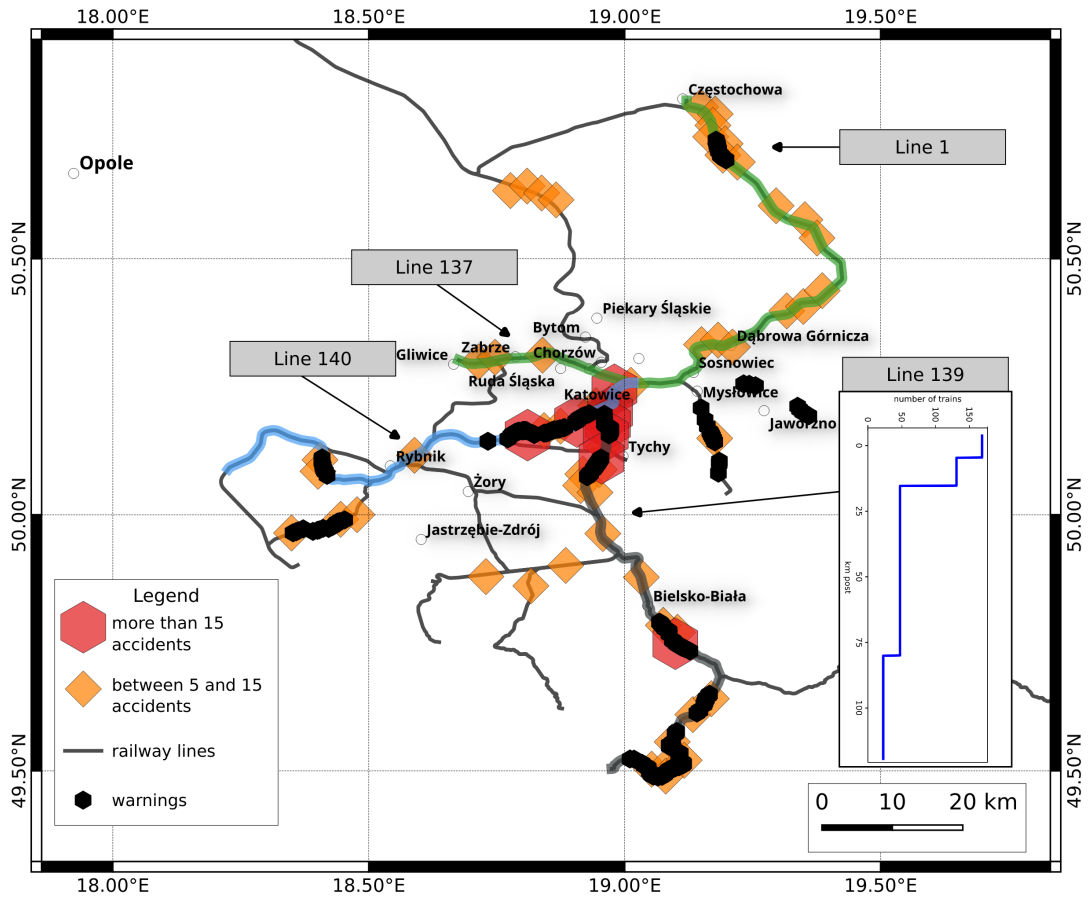 18.00°E 18.50°E 19.00°E 19.50°E
Częstochowa
Line 1
Opole
50.50°N 50.50°N
Line 137
Piekary Śląskie
Bytom
Dąbrowa Górnicza
Zabrze
Chorzów
Gliwice
Line 140
Sosnowiec
Line 139
Ruda Śląska
Katowice
Mysłowice
Jaworzno
number of trains
0 50 100 150
0
25
50
75
100
km post
Tychy
Rybnik
Żory
50.00°N 50.00°N
Jastrzębie-Zdrój
Bielsko-Biała
Legend
more than 15
accidents
between 5 and 15
accidents
railway lines
warnings
49.50°N 49.50°N
0 10 20 km
18.00°E 18.50°E 19.00°E 19.50°E